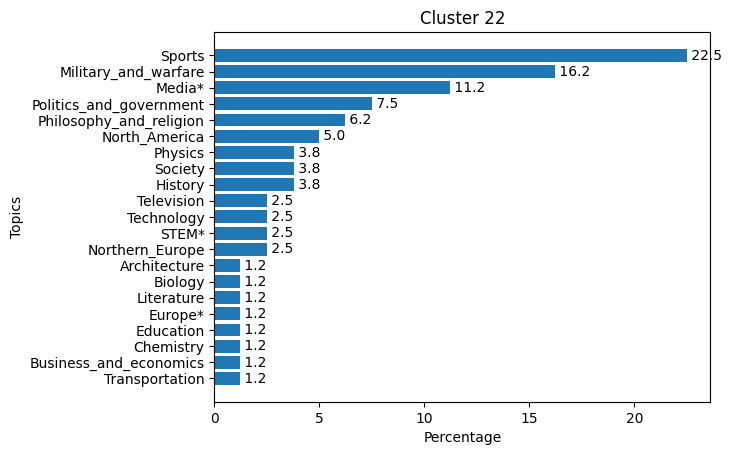 Cluster 22
Topics
Sports 22.5
Military_and_warfare 16.2
Media* 11.2
Politics_and_government 7.5
Philosophy_and_religion 6.2
North_America 5.0
Physics 3.8
Society 3.8
History 3.8
Television 2.5
Technology 2.5
STEM* 2.5
Northern_Europe 2.5
Architecture 1.2
Biology 1.2
Literature 1.2
Europe* 1.2
Education 1.2
Chemistry 1.2
Business_and_economics 1.2
Transportation 1.2
0 5 10 15 20
Percentage